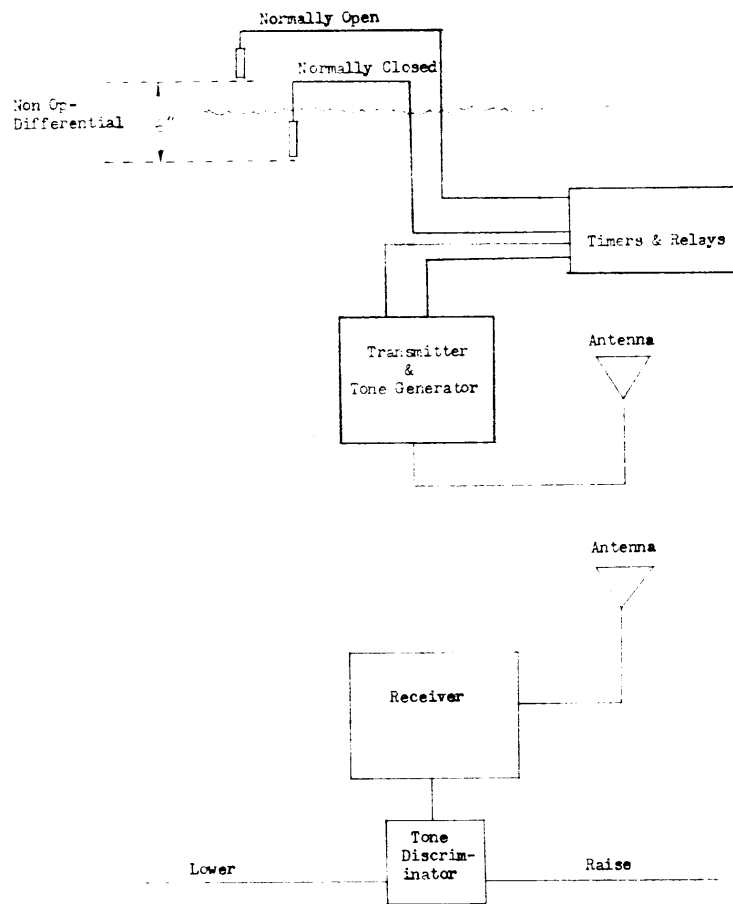 Normally Open
Normally Closed
Non Op-
Differential
Timers & Relays
Transmitter
&
Tone Generator
Antenna
Antenna
Receiver
Tone
Discrim-
inator
Lower
Raise